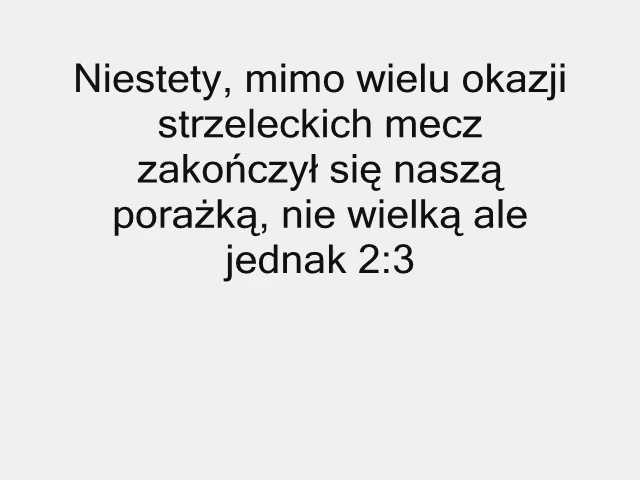 Niestety, mimo wielu okazji
strzeleckich mecz
zakończył się naszą
porażką, nie wielką ale
jednak 2:3